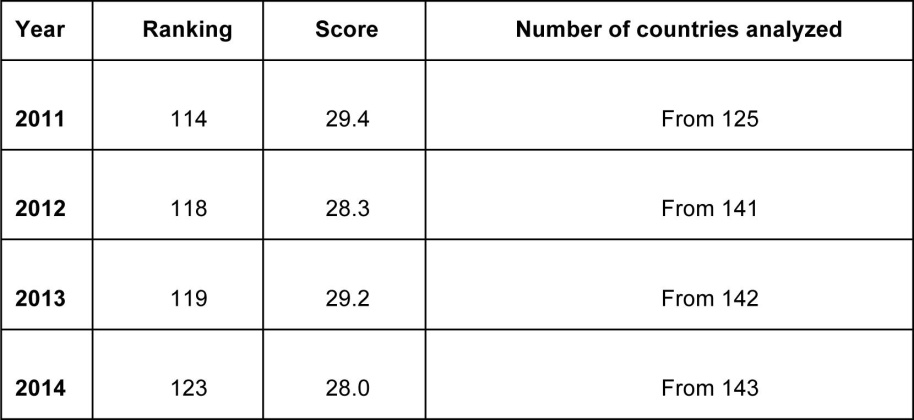 Year Ranking Score Number of countries analyzed
2011 114 29.4 From 125
2012 118 28.3 From 141
2013 119 29.2 From 142
2014 123 28.0 From 143